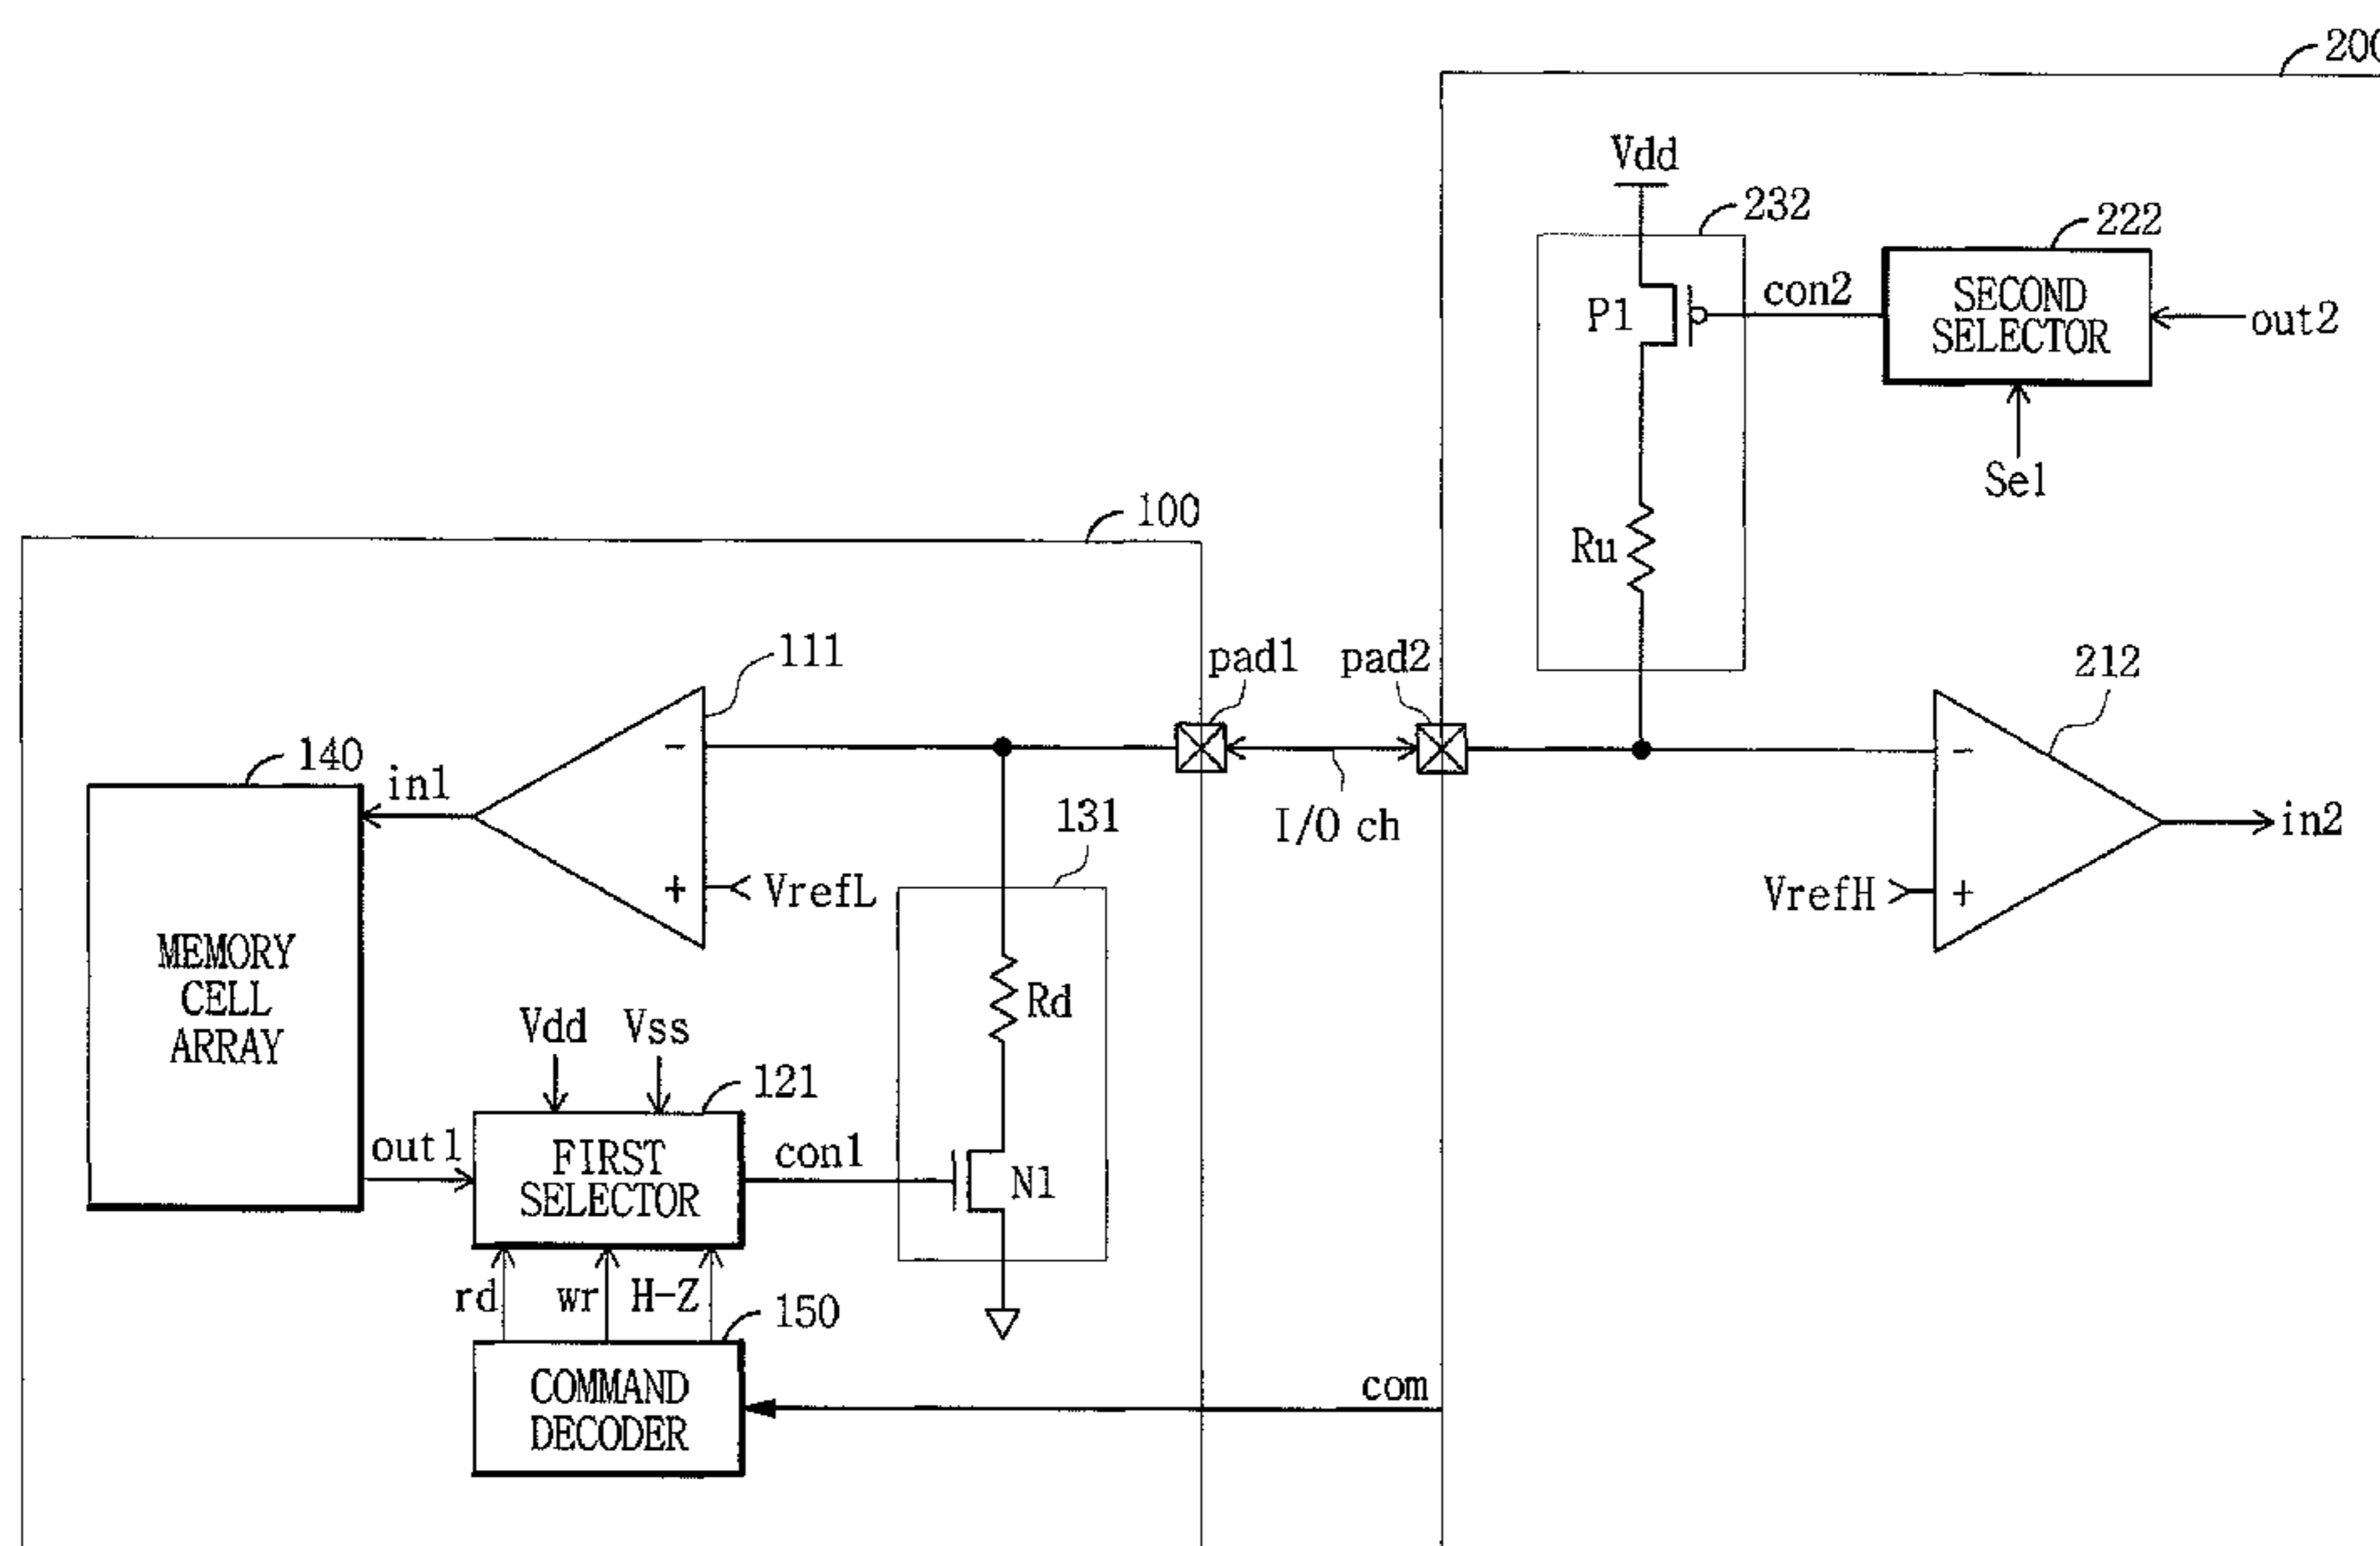 200
Vdd
232
222
P1
con2
SECOND
SELECTOR
out2
Sel
Ru
100
111
pad1
pad2
212
-
-
140
in1
I/O ch
in2
131
+
VrefL
VrefH
+
MEMORY
CELL
ARRAY
Rd
Vdd
Vss
121
out1
FIRST
SELECTOR
con1
N1
rd
wr
H-Z
150
COMMAND
DECODER
com